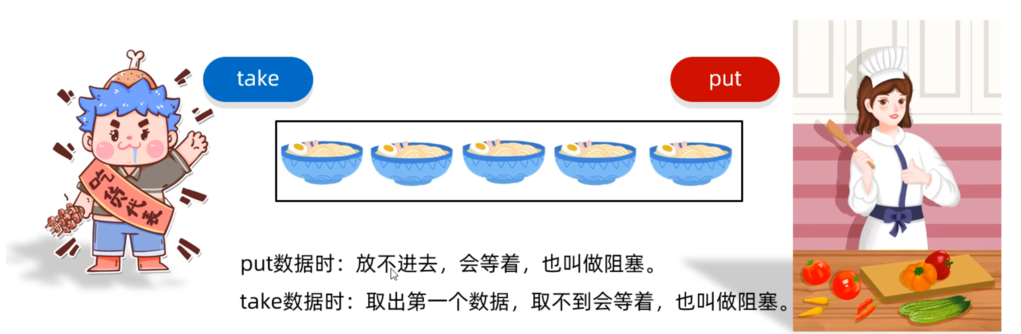 take
put
吃货代表
put数据时：放不进去，会等着，也叫做阻塞。
take数据时：取出第一个数据，取不到会等着，也叫做阻塞。